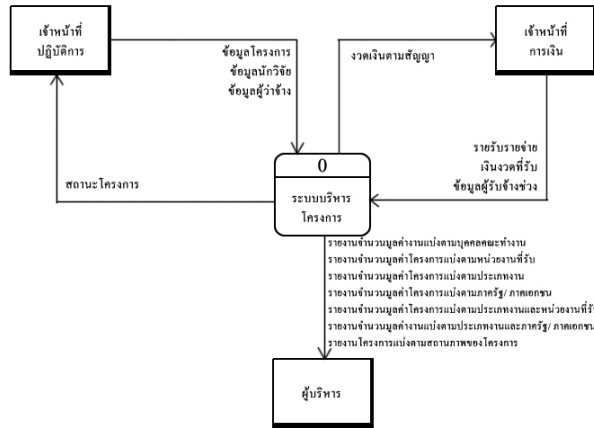 เจ้าหน้าที่
ปฏิบัติการ
เจ้าหน้าที่
การเงิน
ข้อมูลโครงการ
ข้อมูลนักวิจัย
ข้อมูลผู้ว่าจ้าง
งวดเงินตามสัญญา
รายรับรายจ่าย
เงินงวดที่รับ
ข้อมูลผู้รับจ้างช่วง
สถานะโครงการ
0
ระบบบริหาร
โครงการ
รายงานจำนวนมูลค่างานแบ่งตามบุคคลคณะทำงาน
รายงานจำนวนมูลค่าโครงการแบ่งตามหน่วยงานที่รับ
รายงานจำนวนมูลค่าโครงการแบ่งตามประเภทงาน
รายงานจำนวนมูลค่าโครงการแบ่งตามภาครัฐ/ ภาคเอกชน
รายงานจำนวนมูลค่าโครงการแบ่งตามประเภทงานและหน่วยงานที่รั
รายงานจำนวนมูลค่างานแบ่งตามประเภทงานและภาครัฐ/ ภาคเอกชน
รายงานโครงการแบ่งตามสถานภาพของโครงการ
ผู้บริหาร